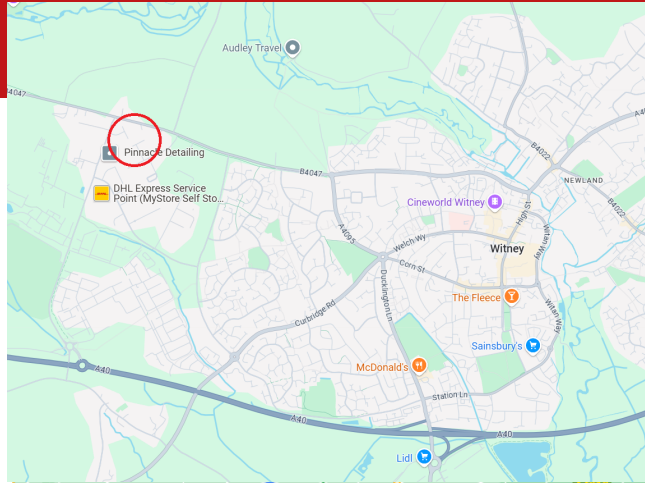 Audley Travel
B4047
Pinnacle Detailing
DHL Express Service
Point (MyStore Self Sto...
B4047
B4022
NEWLAND
B4022
Cineworld Witney
High St
A4095
Welch Wy
Witney
Witan Way
Corn St
Ducklington Ln
The Fleece
Curbridge Rd
Witan Way
Sainsbury's
McDonald's
A40
Station Ln
A40
A40
Lidl